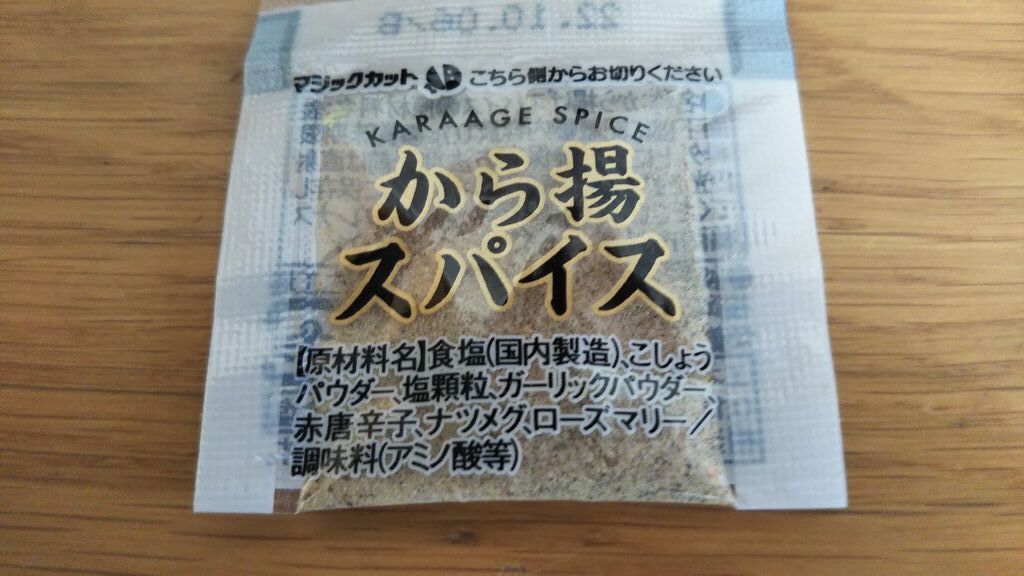 22.10.06/B
マジックカット こちら側からお切りください
KARAAGE SPICE
から揚
スパイス
【原材料名】食塩(国内製造)、こしょう
パウダー、塩顆粒、ガーリックパウダー、
赤唐辛子、ナツメグ、ローズマリー／
調味料(アミノ酸等)